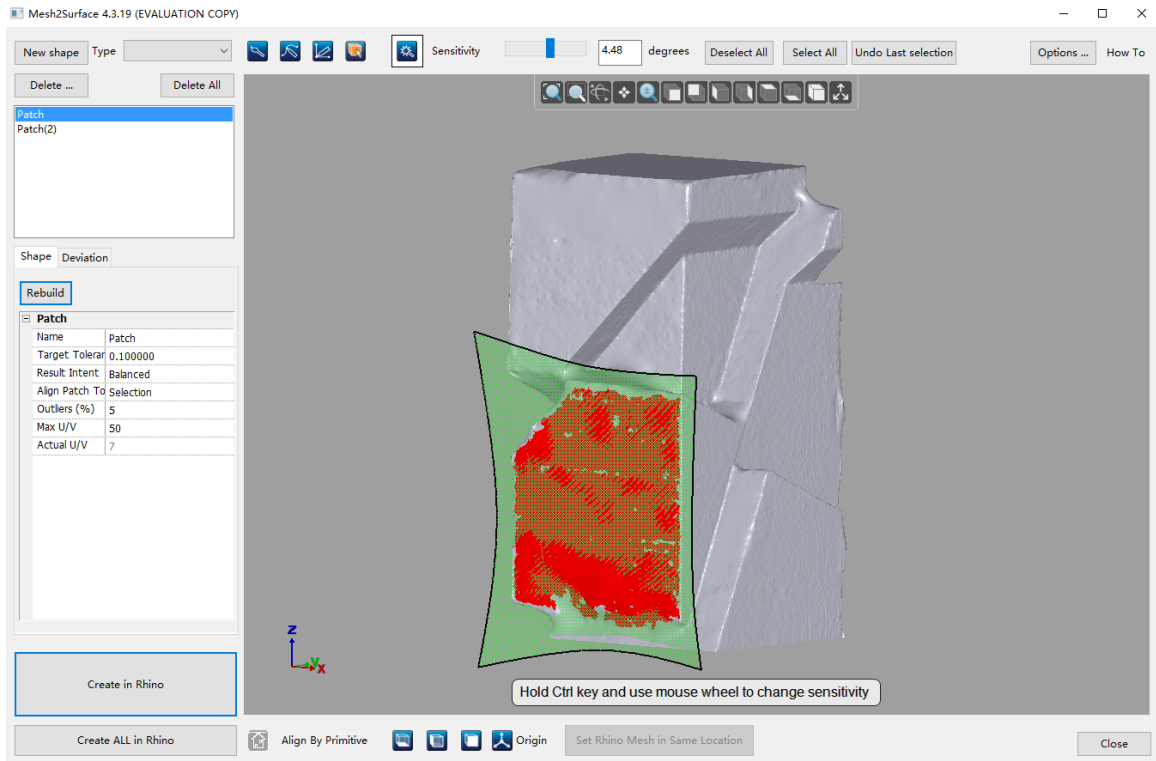 Mesh2Surface 4.3.19 (EVALUATION COPY)
New shape Type Sensitivity 4.48 degrees Deselect All Select All Undo Last selection Options ... How To
Delete ... Delete All
Patch
Patch(2)
Shape Deviation
Rebuild
Patch
Name Patch
Target Tolerar 0.100000
Result Intent Balanced
Align Patch To Selection
Outliers (%) 5
Max U/V 50
Actual U/V 7
z
y x
Hold Ctrl key and use mouse wheel to change sensitivity
Create in Rhino
Create ALL in Rhino Align By Primitive Origin Set Rhino Mesh in Same Location Close